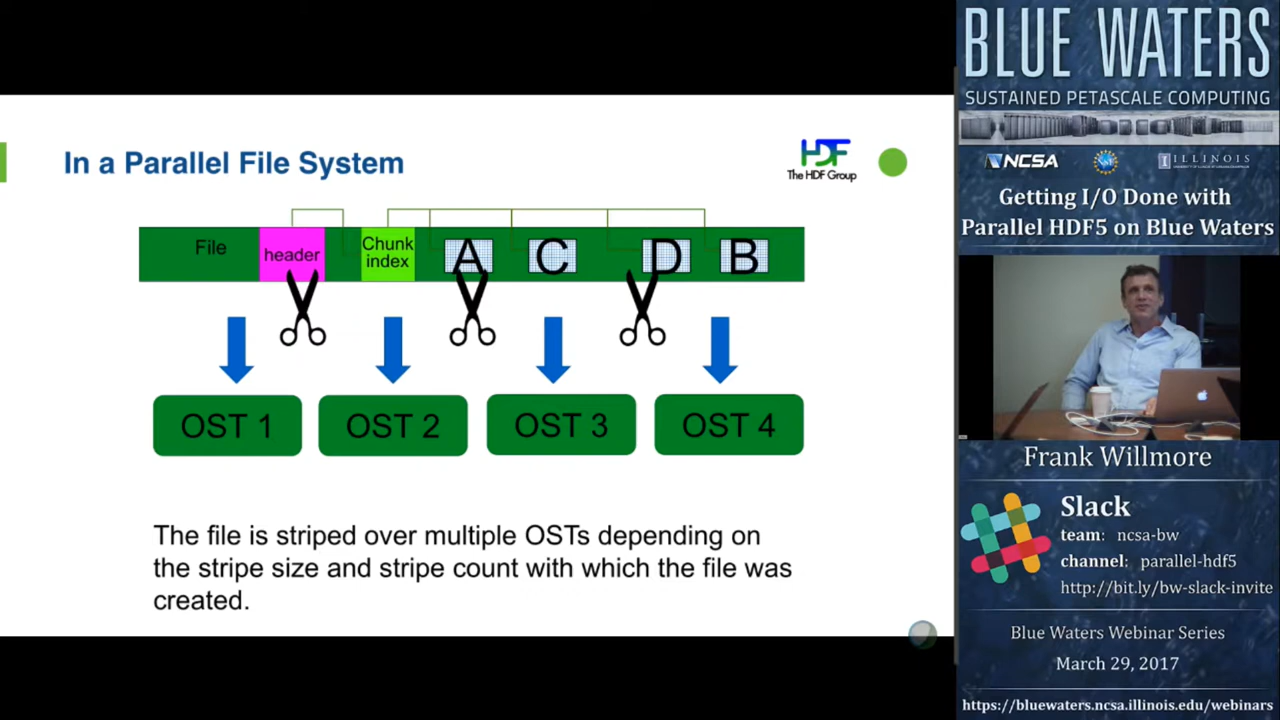 In a Parallel File System
HDF
The HDF Group
File
header
Chunk
index
A
C
D
B
OST 1
OST 2
OST 3
OST 4
The file is striped over multiple OSTs depending on
the stripe size and stripe count with which the file was
created.
BLUE WATERS
SUSTAINED PETASCALE COMPUTING
NCSA
ILLINOIS
Getting I/O Done with
Parallel HDF5 on Blue Waters
Frank Willmore
Slack
team: ncsa-bw
channel: parallel-hdf5
http://bit.ly/bw-slack-invite
Blue Waters Webinar Series
March 29, 2017
https://bluewaters.ncsa.illinois.edu/webinars